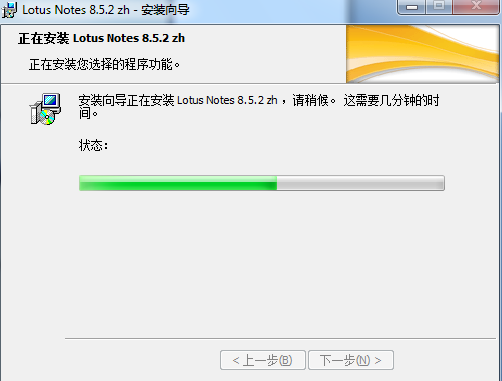 Lotus Notes 8.5.2 zh - 安装向导
正在安装 Lotus Notes 8.5.2 zh
正在安装您选择的程序功能。
安装向导正在安装 Lotus Notes 8.5.2 zh ，请稍候。 这需要几分钟的时
间。
状态：
< 上一步(B)
下一步(N) >